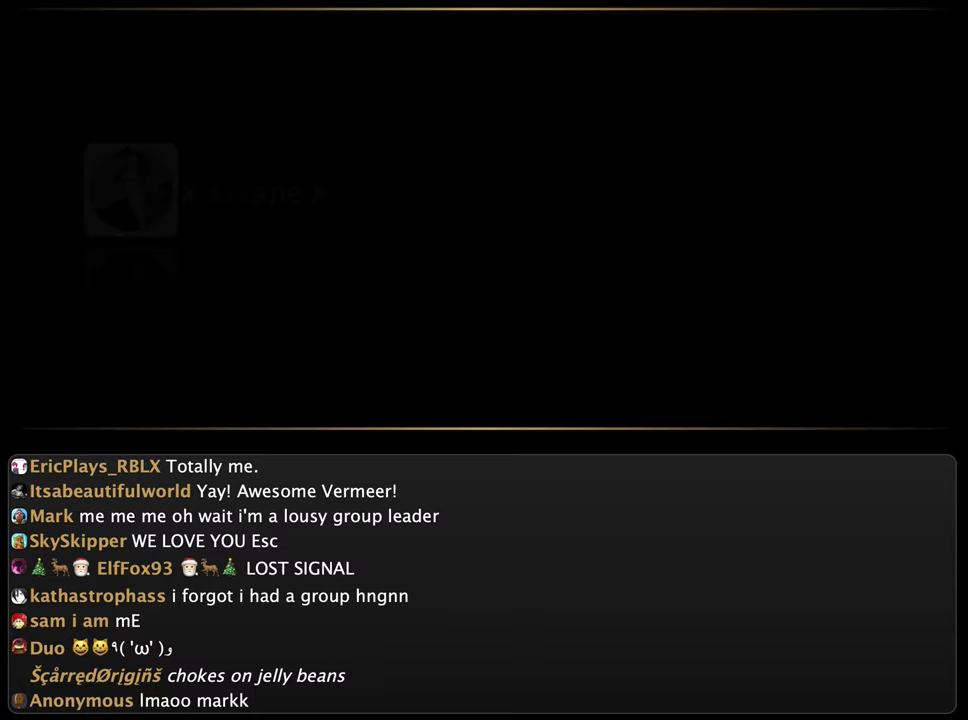 EricPlays_RBLX Totally me.
Itsabeautifulworld Yay! Awesome Vermeer!
Mark me me me oh wait i'm a lousy group leader
SkySkipper WE LOVE YOU Esc
🎄🦌🎅🏻 ElfFox93 🎅🏻🦌🎄 LOST SIGNAL
kathastrophass i forgot i had a group hngnn
sam i am mE
Duo 😺😺٩( 'ω' )و
ŠçårrędØrįgįñš chokes on jelly beans
Anonymous lmaoo markk